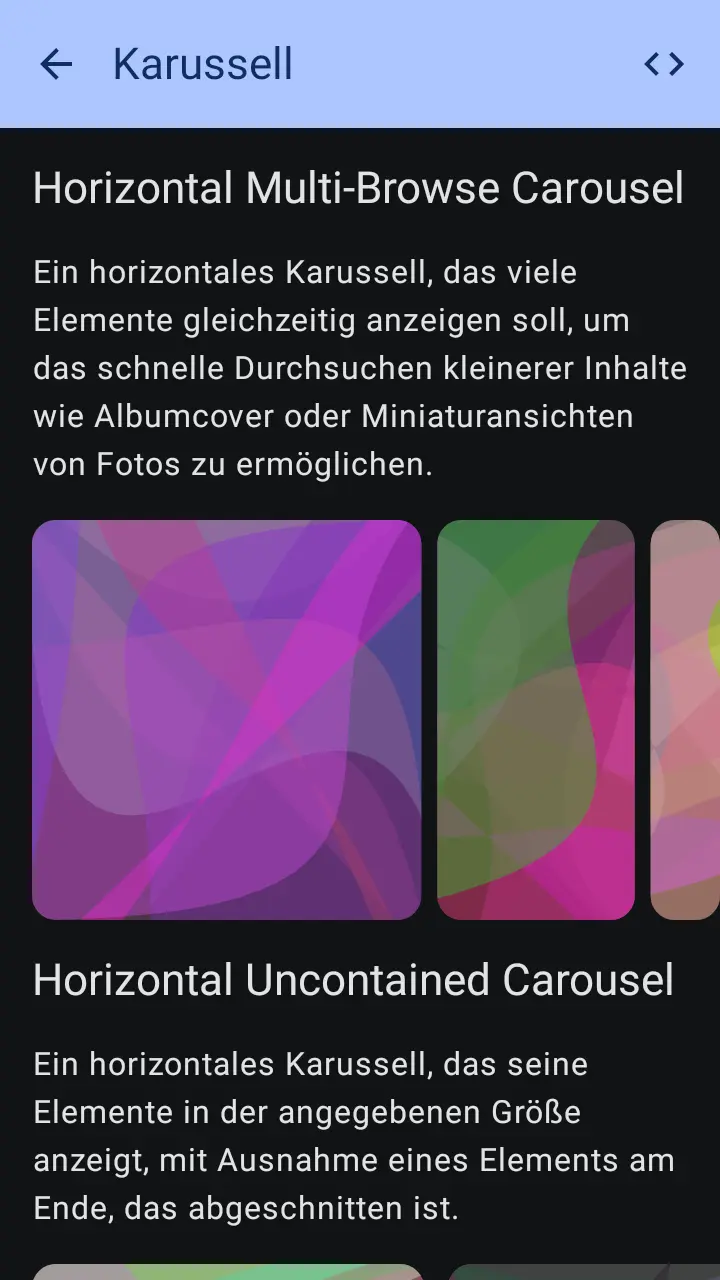 Karussell
Horizontal Multi-Browse Carousel
Ein horizontales Karussell, das viele
Elemente gleichzeitig anzeigen soll, um
das schnelle Durchsuchen kleinerer Inhalte
wie Albumcover oder Miniaturansichten
von Fotos zu ermöglichen.
Horizontal Uncontained Carousel
Ein horizontales Karussell, das seine
Elemente in der angegebenen Größe
anzeigt, mit Ausnahme eines Elements am
Ende, das abgeschnitten ist.